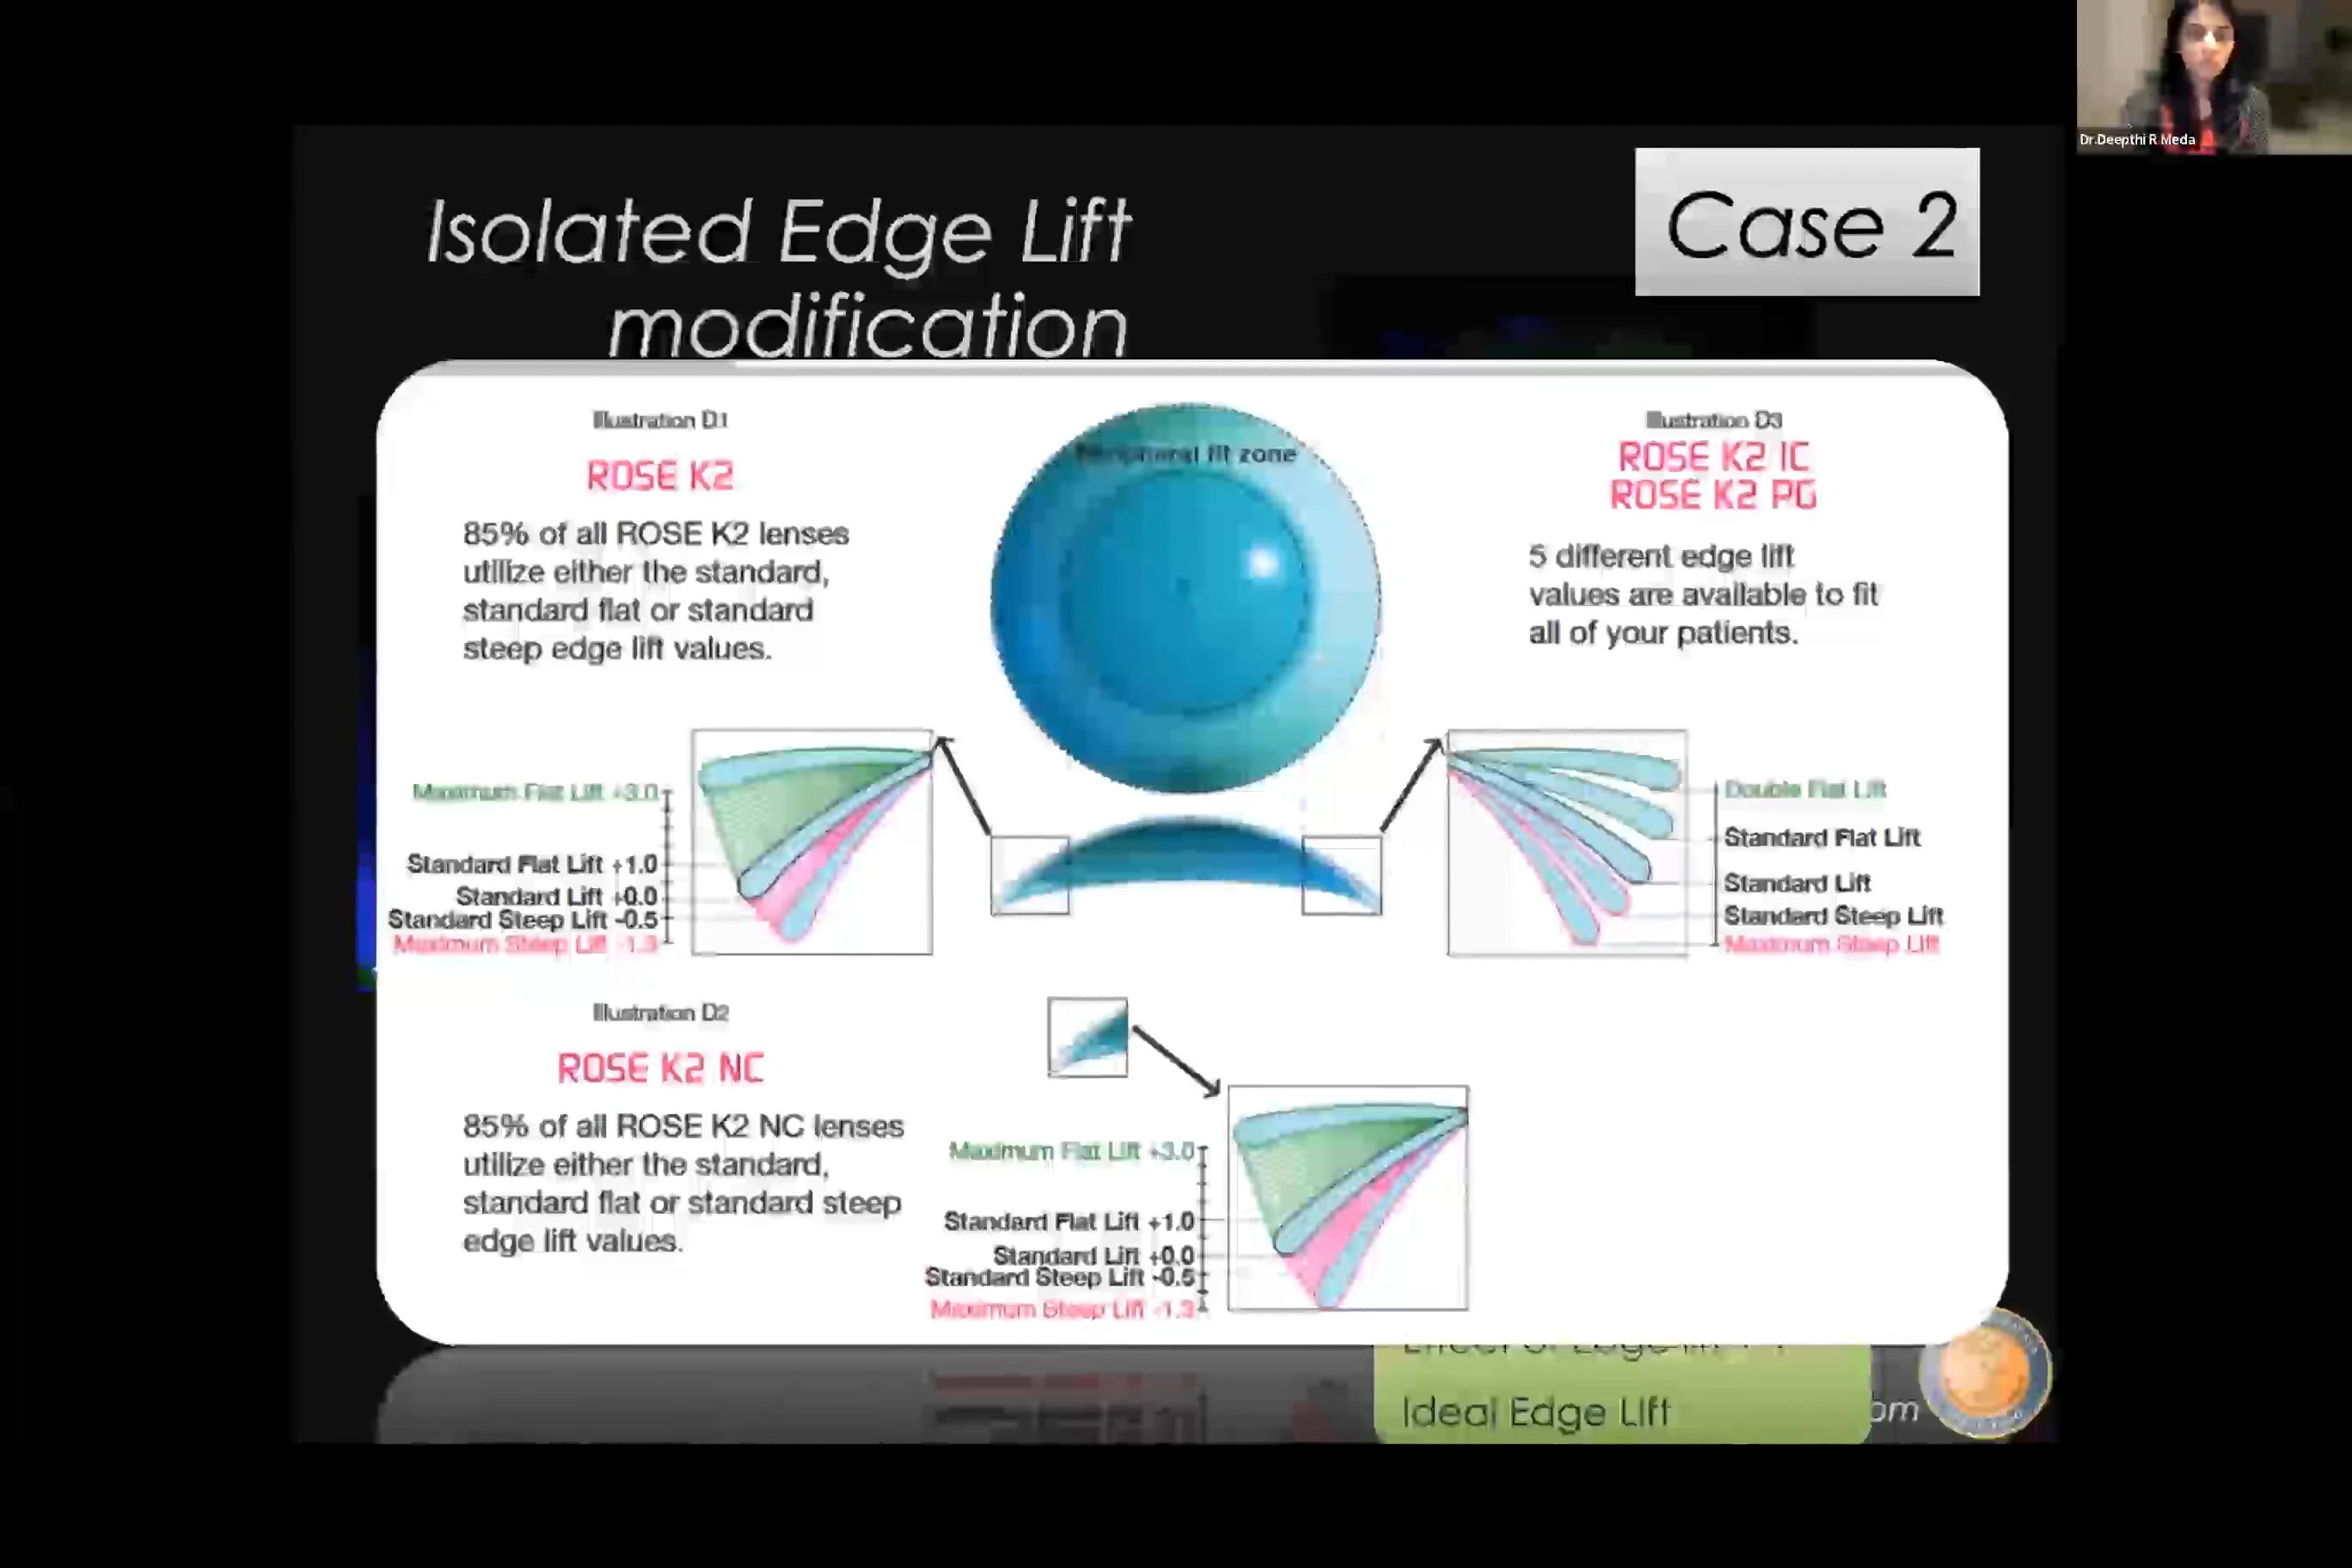 Dr.Deepthi R Meda
Isolated Edge Lift
modification
Case 2
Illustration D1
ROSE K2
85% of all ROSE K2 lenses
utilize either the standard,
standard flat or standard
steep edge lift values.
Peripheral fit zone
Illustration D3
ROSE K2 IC
ROSE K2 PG
5 different edge lift
values are available to fit
all of your patients.
Maximum Flat Lift +3.0
Standard Flat Lift +1.0
Standard Lift +0.0
Standard Steep Lift -0.5
Maximum Steep Lift -1.3
Double Flat Lift
Standard Flat Lift
Standard Lift
Standard Steep Lift
Maximum Steep Lift
Illustration D2
ROSE K2 NC
85% of all ROSE K2 NC lenses
utilize either the standard,
standard flat or standard steep
edge lift values.
Maximum Flat Lift +3.0
Standard Flat Lift +1.0
Standard Lift +0.0
Standard Steep Lift -0.5
Maximum Steep Lift -1.3
Effect of Edge lift
Ideal Edge Lift
om